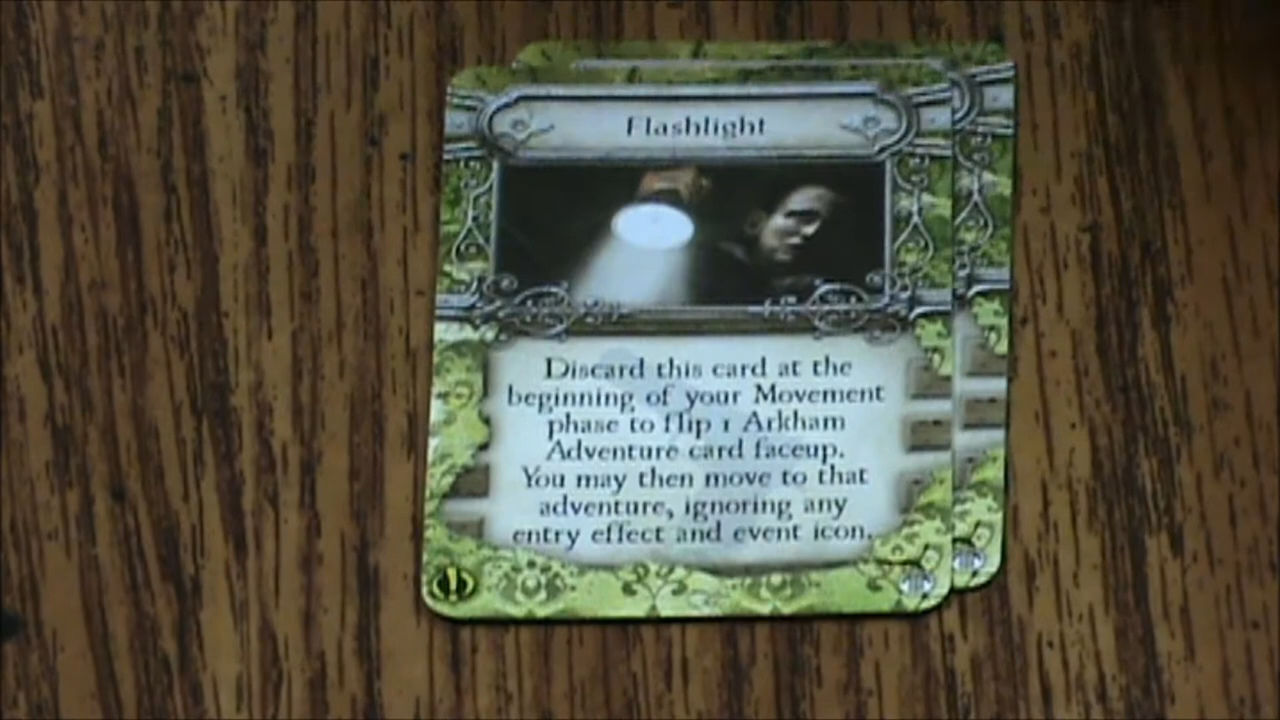 Flashlight
Discard this card at the
beginning of your Movement
phase to flip 1 Arkham
Adventure card faceup.
You may then move to that
adventure, ignoring any
entry effect and event icon.